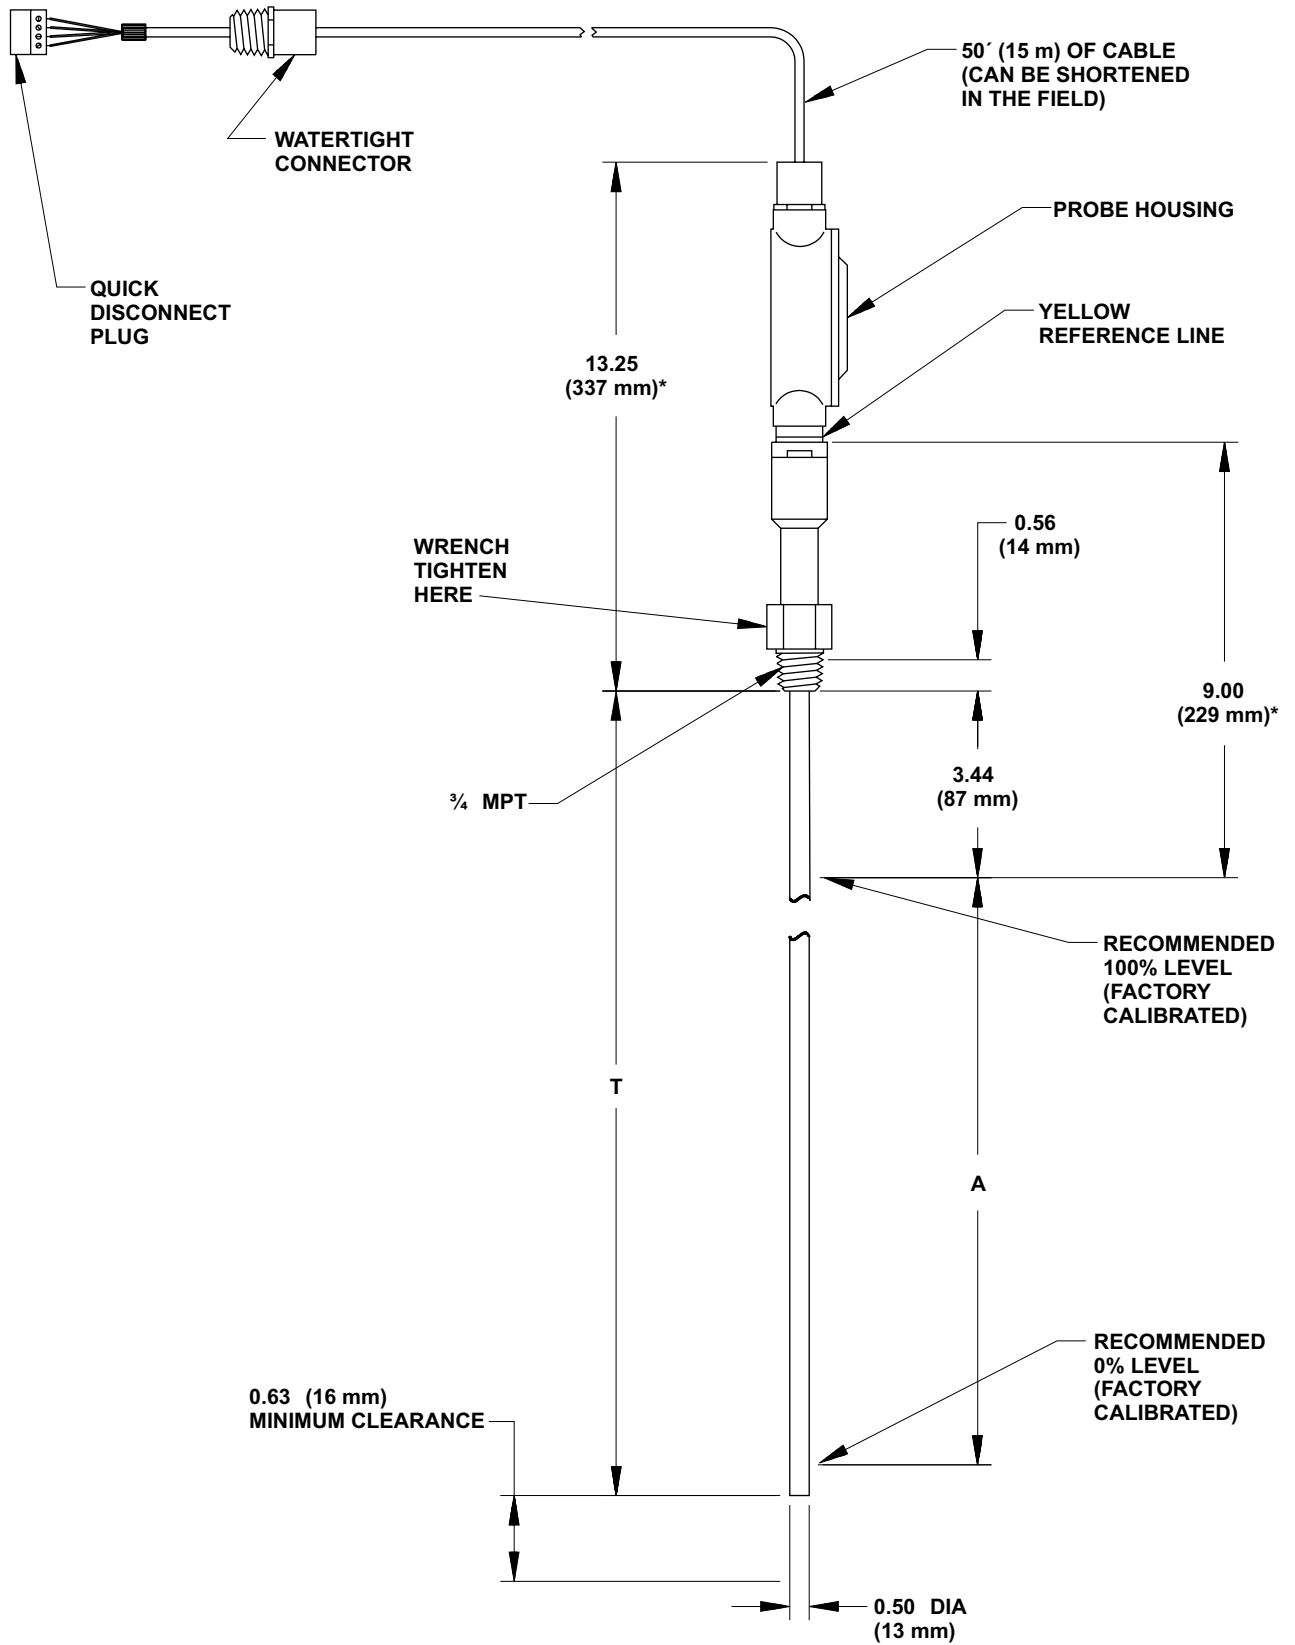 50´ (15 m) OF CABLE
(CAN BE SHORTENED
IN THE FIELD)
WATERTIGHT
CONNECTOR
PROBE HOUSING
QUICK
DISCONNECT
PLUG
YELLOW
REFERENCE LINE
13.25
(337 mm)*
0.56
(14 mm)
WRENCH
TIGHTEN
HERE
9.00
(229 mm)*
3.44
(87 mm)
¾ MPT
RECOMMENDED
100% LEVEL
(FACTORY
CALIBRATED)
T
A
RECOMMENDED
0% LEVEL
(FACTORY
CALIBRATED)
0.63 (16 mm)
MINIMUM CLEARANCE
0.50 DIA
(13 mm)